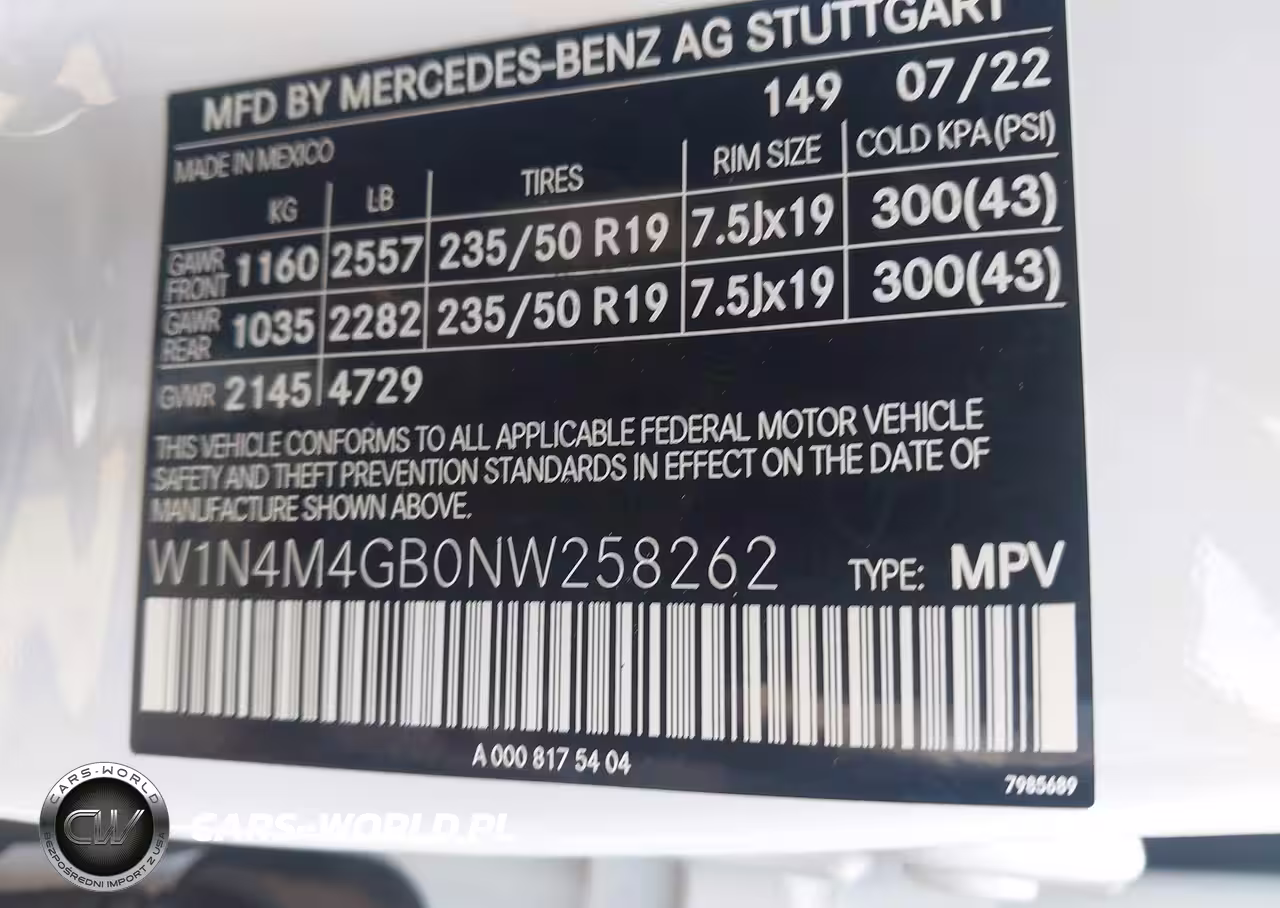 MFD BY MERCEDES-BENZ AG STUTTGART
MADE IN MEXICO 149 07/22
KG LB TIRES RIM SIZE COLD KPA (PSI)
GAWR FRONT 1160 2557 235/50 R19 7.5Jx19 300(43)
GAWR REAR 1035 2282 235/50 R19 7.5Jx19 300(43)
GVWR 2145 4729
THIS VEHICLE CONFORMS TO ALL APPLICABLE FEDERAL MOTOR VEHICLE
SAFETY AND THEFT PREVENTION STANDARDS IN EFFECT ON THE DATE OF
MANUFACTURE SHOWN ABOVE.
W1N4M4GB0NW258262 TYPE: MPV
A 000 817 54 04
7985689
CARS-WORLD
CW
BEZPOŚREDNI IMPORT Z USA
CARS-WORLD.PL